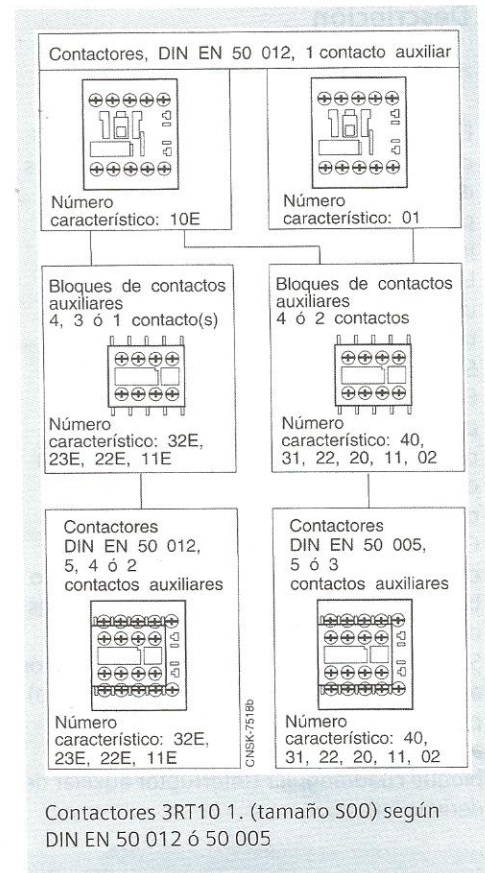 Descripción
Contactores, DIN EN 50 012, 1 contacto auxiliar
Número
característico: 10E
Número
característico: 01
Bloques de contactos
auxiliares
4, 3 ó 1 contacto(s)
Número
característico: 32E,
23E, 22E, 11E
Bloques de contactos
auxiliares
4 ó 2 contactos
Número
característico: 40,
31, 22, 20, 11, 02
Contactores
DIN EN 50 012,
5, 4 ó 2
contactos auxiliares
Número
característico: 32E,
23E, 22E, 11E
CNSK-7518b
Contactores
DIN EN 50 005,
5 ó 3
contactos auxiliares
Número
característico: 40,
31, 22, 20, 11, 02
Contactores 3RT10 1. (tamaño S00) según
DIN EN 50 012 ó 50 005